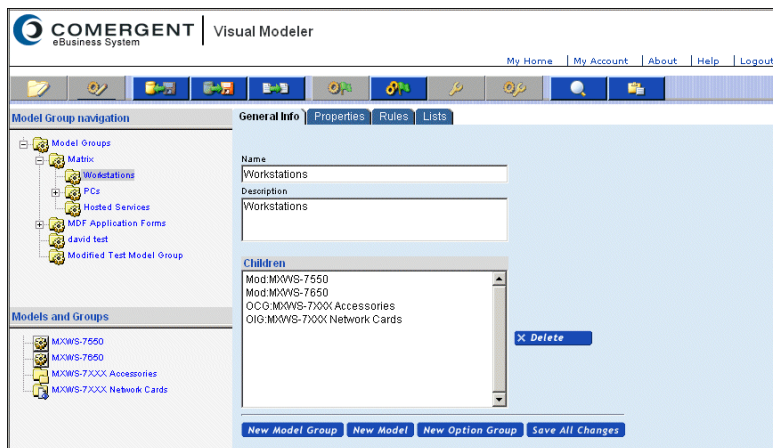 COMERGENT
eBusiness System
Visual Modeler
My Home | My Account | About | Help | Logout
Model Group navigation
General Info Properties Rules Lists
Model Groups
Matrix
Workstations
PCs
Hosted Services
MDF Application Forms
david test
Modified Test Model Group
Name
Workstations
Description
Workstations
Children
Mod:MXWS-7550
Mod:MXWS-7650
OCG:MXWS-7XXX Accessories
OIG:MXWS-7XXX Network Cards
X Delete
Models and Groups
MXWS-7550
MXWS-7650
MXWS-7XXX Accessories
MXWS-7XXX Network Cards
New Model Group New Model New Option Group Save All Changes